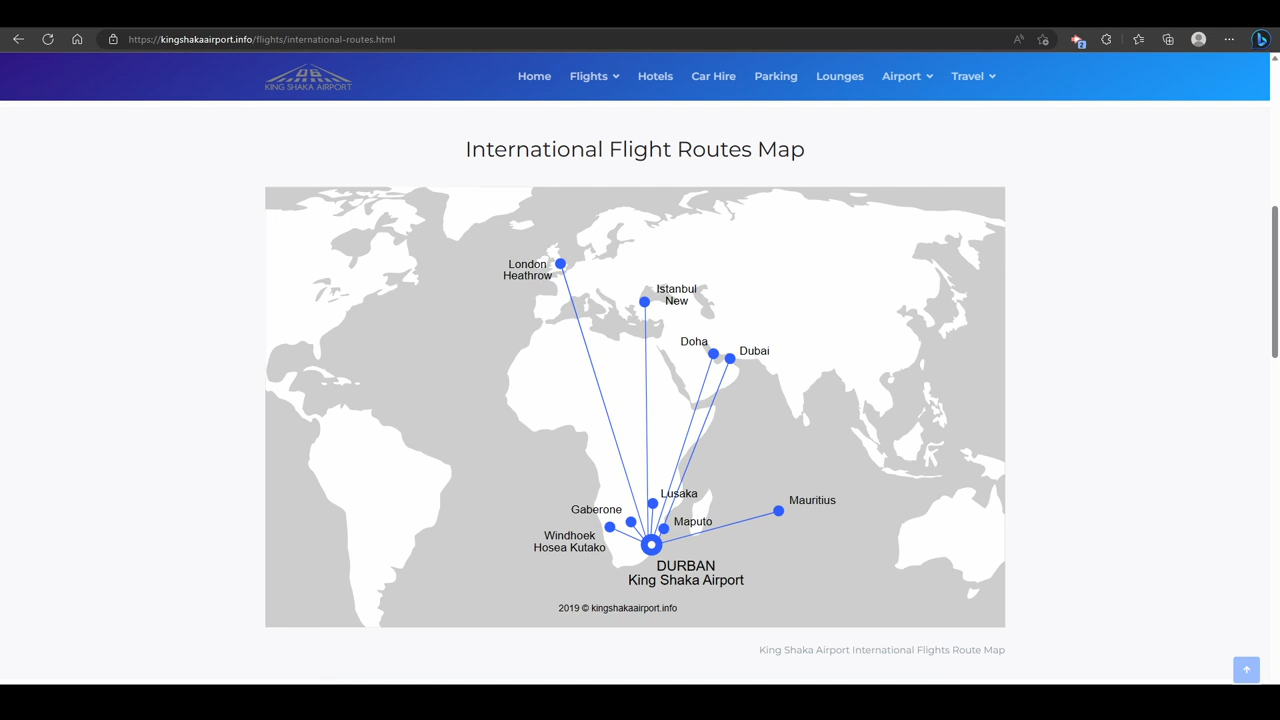 https://kingshakaairport.info/flights/international-routes.html
2
KING SHAKA AIRPORT
Home Flights Hotels Car Hire Parking Lounges Airport Travel
International Flight Routes Map
London
Heathrow
Istanbul
New
Doha
Dubai
Lusaka
Mauritius
Gaberone
Maputo
Windhoek
Hosea Kutako
DURBAN
King Shaka Airport
2019 © kingshakaairport.info
King Shaka Airport International Flights Route Map